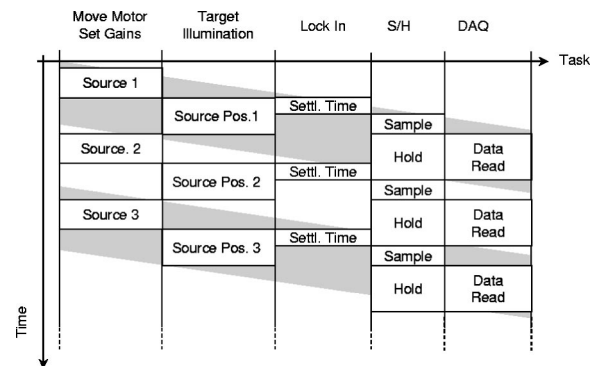 Move Motor Target Lock In S/H DAQ
Set Gains Illumination
Task
Source 1
Source Pos.1 Settl. Time
Sample
Source. 2 Hold Data
Read
Source Pos. 2 Settl. Time
Sample
Source 3 Hold Data
Read
Source Pos. 3 Settl. Time
Sample
Hold Data
Read
Time